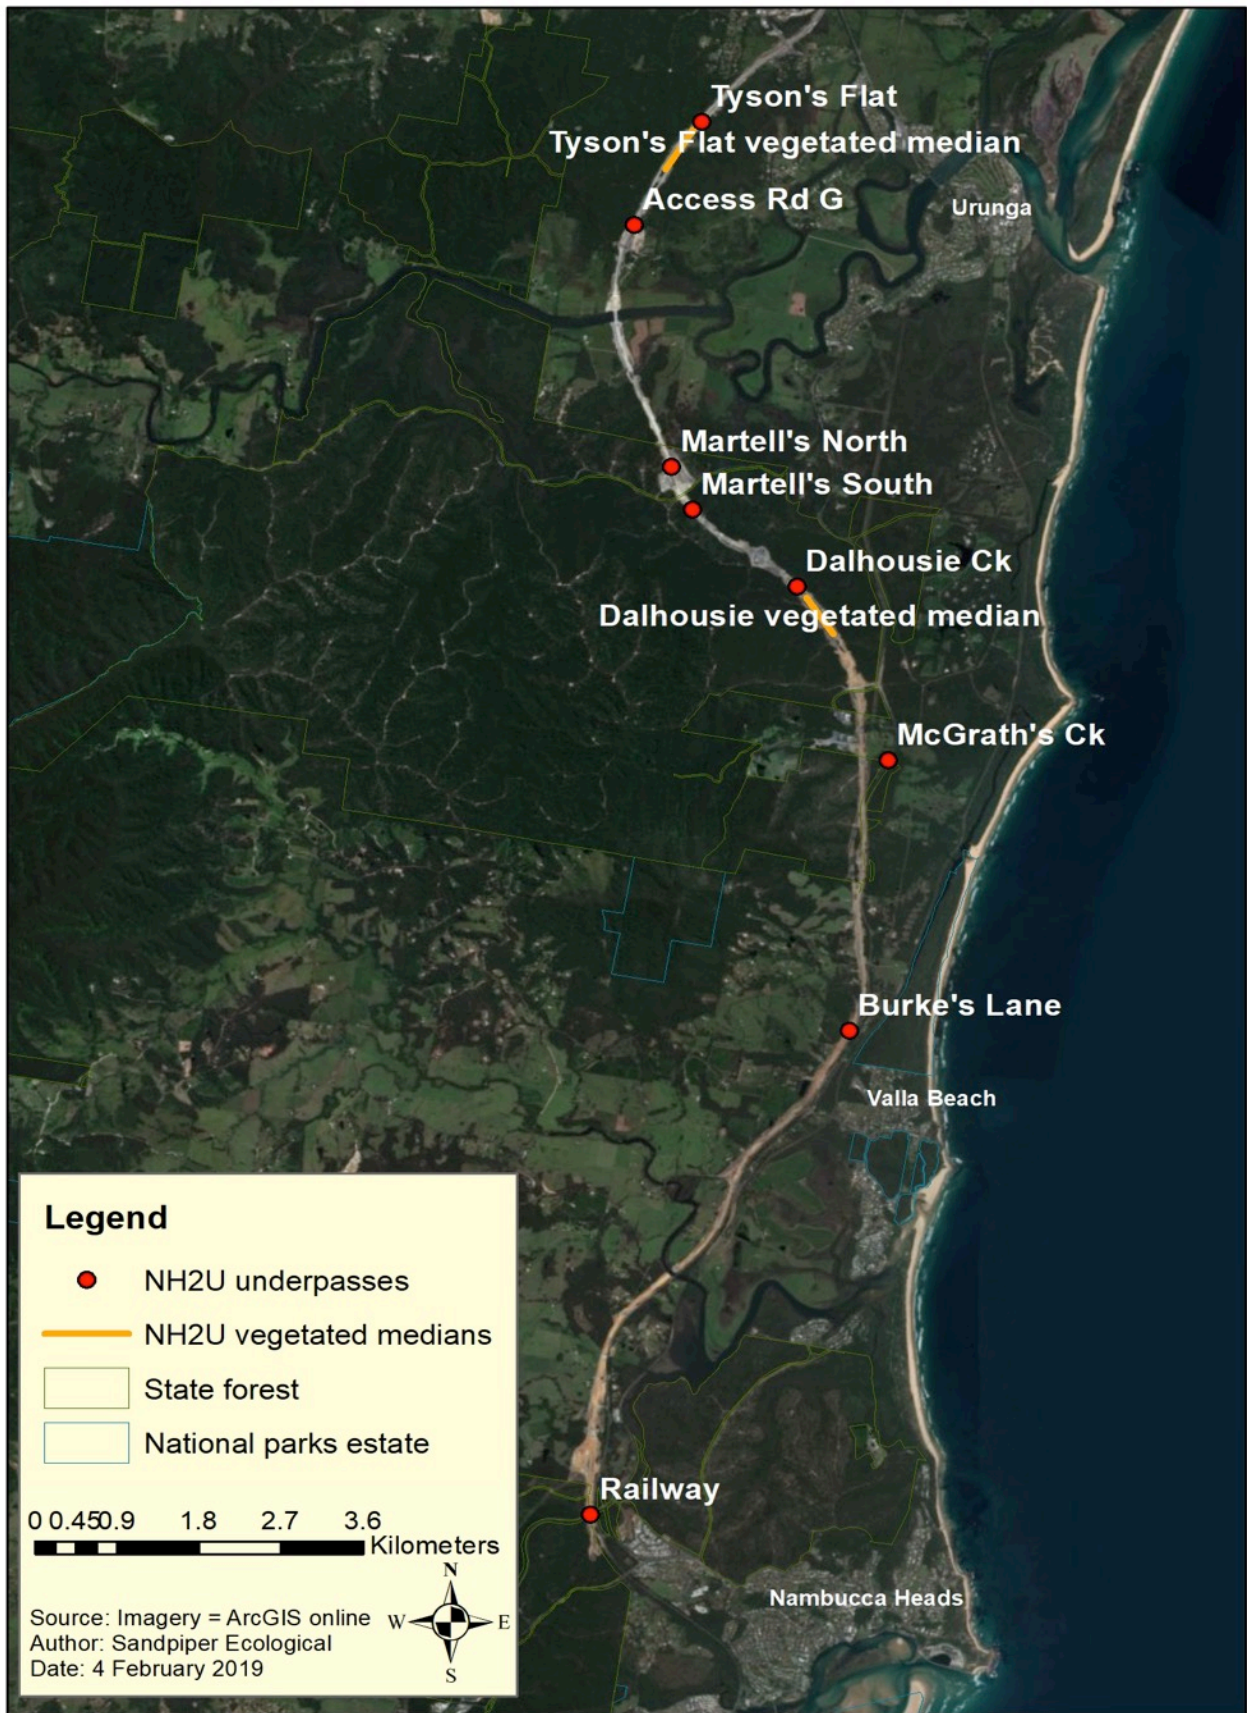 Tyson's Flat
Tyson's Flat vegetated median
Access Rd G
Urunga
Martell's North
Martell's South
Dalhousie Ck
Dalhousie vegetated median
McGrath's Ck
Burke's Lane
Valla Beach
Railway
Nambucca Heads
Legend
NH2U underpasses
NH2U vegetated medians
State forest
National parks estate
0 0.45 0.9 1.8 2.7 3.6
Kilometers
N
W E
S
Source: Imagery = ArcGIS online
Author: Sandpiper Ecological
Date: 4 February 2019